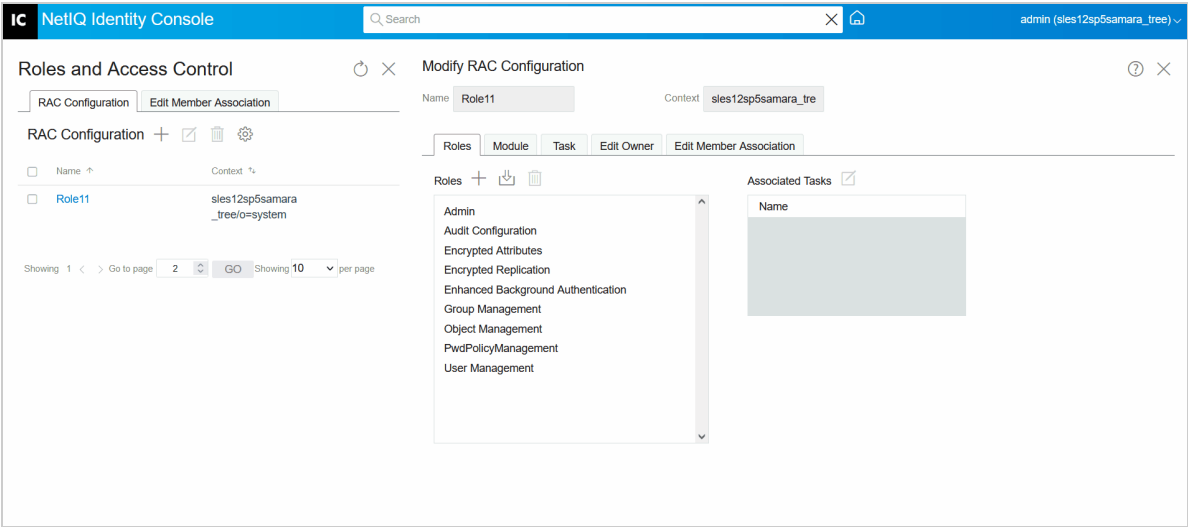 IC NetIQ Identity Console Search admin (sles12sp5samara_tree)
Roles and Access Control
RAC Configuration Edit Member Association
RAC Configuration
Name Context
Role11 sles12sp5samara
_tree/o=system
Showing 1 Go to page 2 GO Showing 10 per page
Modify RAC Configuration
Name Role11 Context sles12sp5samara_tre
Roles Module Task Edit Owner Edit Member Association
Roles
Admin
Audit Configuration
Encrypted Attributes
Encrypted Replication
Enhanced Background Authentication
Group Management
Object Management
PwdPolicyManagement
User Management
Associated Tasks
Name